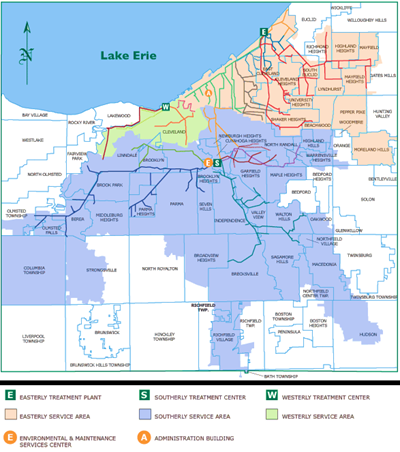 WICKLIFFE
EUCLID
WILLOUGHBY HILLS
E
N
Lake Erie
RICHMOND HEIGHTS
HIGHLAND HEIGHTS
MAYFIELD
EAST CLEVELAND
SOUTH EUCLID
CLEVELAND HEIGHTS
MAYFIELD HEIGHTS
GATES MILLS
LYNDHURST
UNIVERSITY HEIGHTS
W
A
LAKEWOOD
PEPPER PIKE
HUNTING VALLEY
BAY VILLAGE
ROCKY RIVER
SHAKER HEIGHTS
BEACHWOOD
WOODMERE
CLEVELAND
NEWBURGH HEIGHTS
CUYAHOGA HEIGHTS
HIGHLAND HILLS
WESTLAKE
FAIRVIEW PARK
LINNDALE
BROOKLYN
NORTH RANDALL
WARRENSVILLE HEIGHTS
ORANGE
MORELAND HILLS
E S
NORTH OLMSTED
BROOKLYN HEIGHTS
GARFIELD HEIGHTS
MAPLE HEIGHTS
BEDFORD HEIGHTS
BENTLEYVILLE
BROOK PARK
BEDFORD
SOLON
OLMSTED TOWNSHIP
BEREA
MIDDLEBURG HEIGHTS
PARMA HEIGHTS
PARMA
SEVEN HILLS
INDEPENDENCE
VALLEY VIEW
WALTON HILLS
OAKWOOD
GLENWILLOW
OLMSTED FALLS
NORTHFIELD VILLAGE
COLUMBIA TOWNSHIP
STRONGSVILLE
NORTH ROYALTON
BROADVIEW HEIGHTS
BRECKSVILLE
SAGAMORE HILLS
MACEDONIA
TWINSBURG
NORTHFIELD CENTER TWP.
TWINSBURG TOWNSHIP
RICHFIELD TWP.
LIVERPOOL TOWNSHIP
BRUNSWICK
HINCKLEY TOWNSHIP
RICHFIELD VILLAGE
RICHFIELD TWP.
BOSTON TOWNSHIP
PENINSULA
BOSTON HEIGHTS
HUDSON
BRUNSWICK HILLS TOWNSHIP
BATH TOWNSHIP
E EASTERLY TREATMENT PLANT
S SOUTHERLY TREATMENT CENTER
W WESTERLY TREATMENT CENTER
EASTERLY SERVICE AREA
SOUTHERLY SERVICE AREA
WESTERLY SERVICE AREA
E ENVIRONMENTAL & MAINTENANCE SERVICES CENTER
A ADMINISTRATION BUILDING